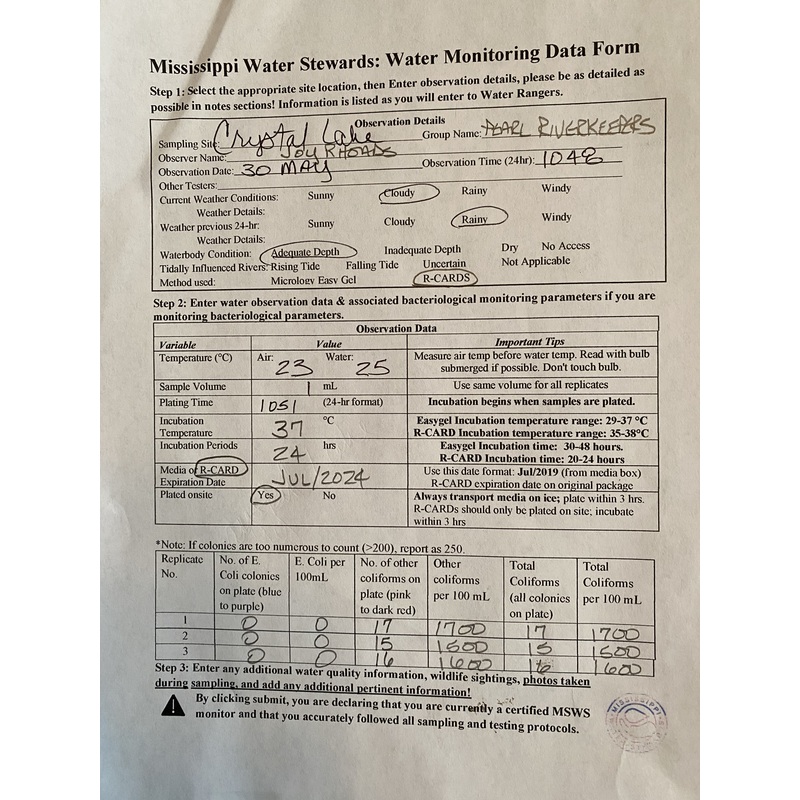 Mississippi Water Stewards: Water Monitoring Data Form
Step 1: Select the appropriate site location, then Enter observation details, please be as detailed as
possible in notes sections! Information is listed as you will enter to Water Rangers.
Observation Details
Sampling Site: Crystal Lake Group Name: PEARL RIVERKEEPERS
Observer Name: JOU RHOADS
Observation Date: 30 MAY Observation Time (24hr): 1048
Other Testers:
Current Weather Conditions: Sunny Cloudy Rainy Windy
Weather Details:
Weather previous 24-hr: Sunny Cloudy Rainy Windy
Weather Details:
Waterbody Condition: Adequate Depth Inadequate Depth Dry No Access
Tidally Influenced Rivers: Rising Tide Falling Tide Uncertain Not Applicable
Method used: Micrology Easy Gel R-CARDS
Step 2: Enter water observation data & associated bacteriological monitoring parameters if you are
monitoring bacteriological parameters.
Observation Data
Variable Value Important Tips
Temperature (°C) Air: 23 Water: 25 Measure air temp before water temp. Read with bulb
submerged if possible. Don't touch bulb.
Sample Volume 1 mL Use same volume for all replicates
Plating Time 1051 (24-hr format) Incubation begins when samples are plated.
Incubation Temperature 37 °C Easygel Incubation temperature range: 29-37 °C
R-CARD Incubation temperature range: 35-38°C
Incubation Periods 24 hrs Easygel Incubation time: 30-48 hours.
R-CARD Incubation time: 20-24 hours
Media or R-CARD Expiration Date JUL/2024 Use this date format: Jul/2019 (from media box)
R-CARD expiration date on original package
Plated onsite Yes No Always transport media on ice; plate within 3 hrs.
R-CARDs should only be plated on site; incubate
within 3 hrs
*Note: If colonies are too numerous to count (>200), report as 250.
Replicate No. No. of E. Coli colonies on plate (blue to purple) E. Coli per 100mL No. of other coliforms on plate (pink to dark red) Other coliforms per 100 mL Total Coliforms (all colonies on plate) Total Coliforms per 100 mL
1 0 0 17 1700 17 1700
2 0 0 15 1500 15 1500
3 0 0 16 1600 16 1600
Step 3: Enter any additional water quality information, wildlife sightings, photos taken
during sampling, and add any additional pertinent information!
By clicking submit, you are declaring that you are currently a certified MSWS
monitor and that you accurately followed all sampling and testing protocols.
MISSISSIPPI